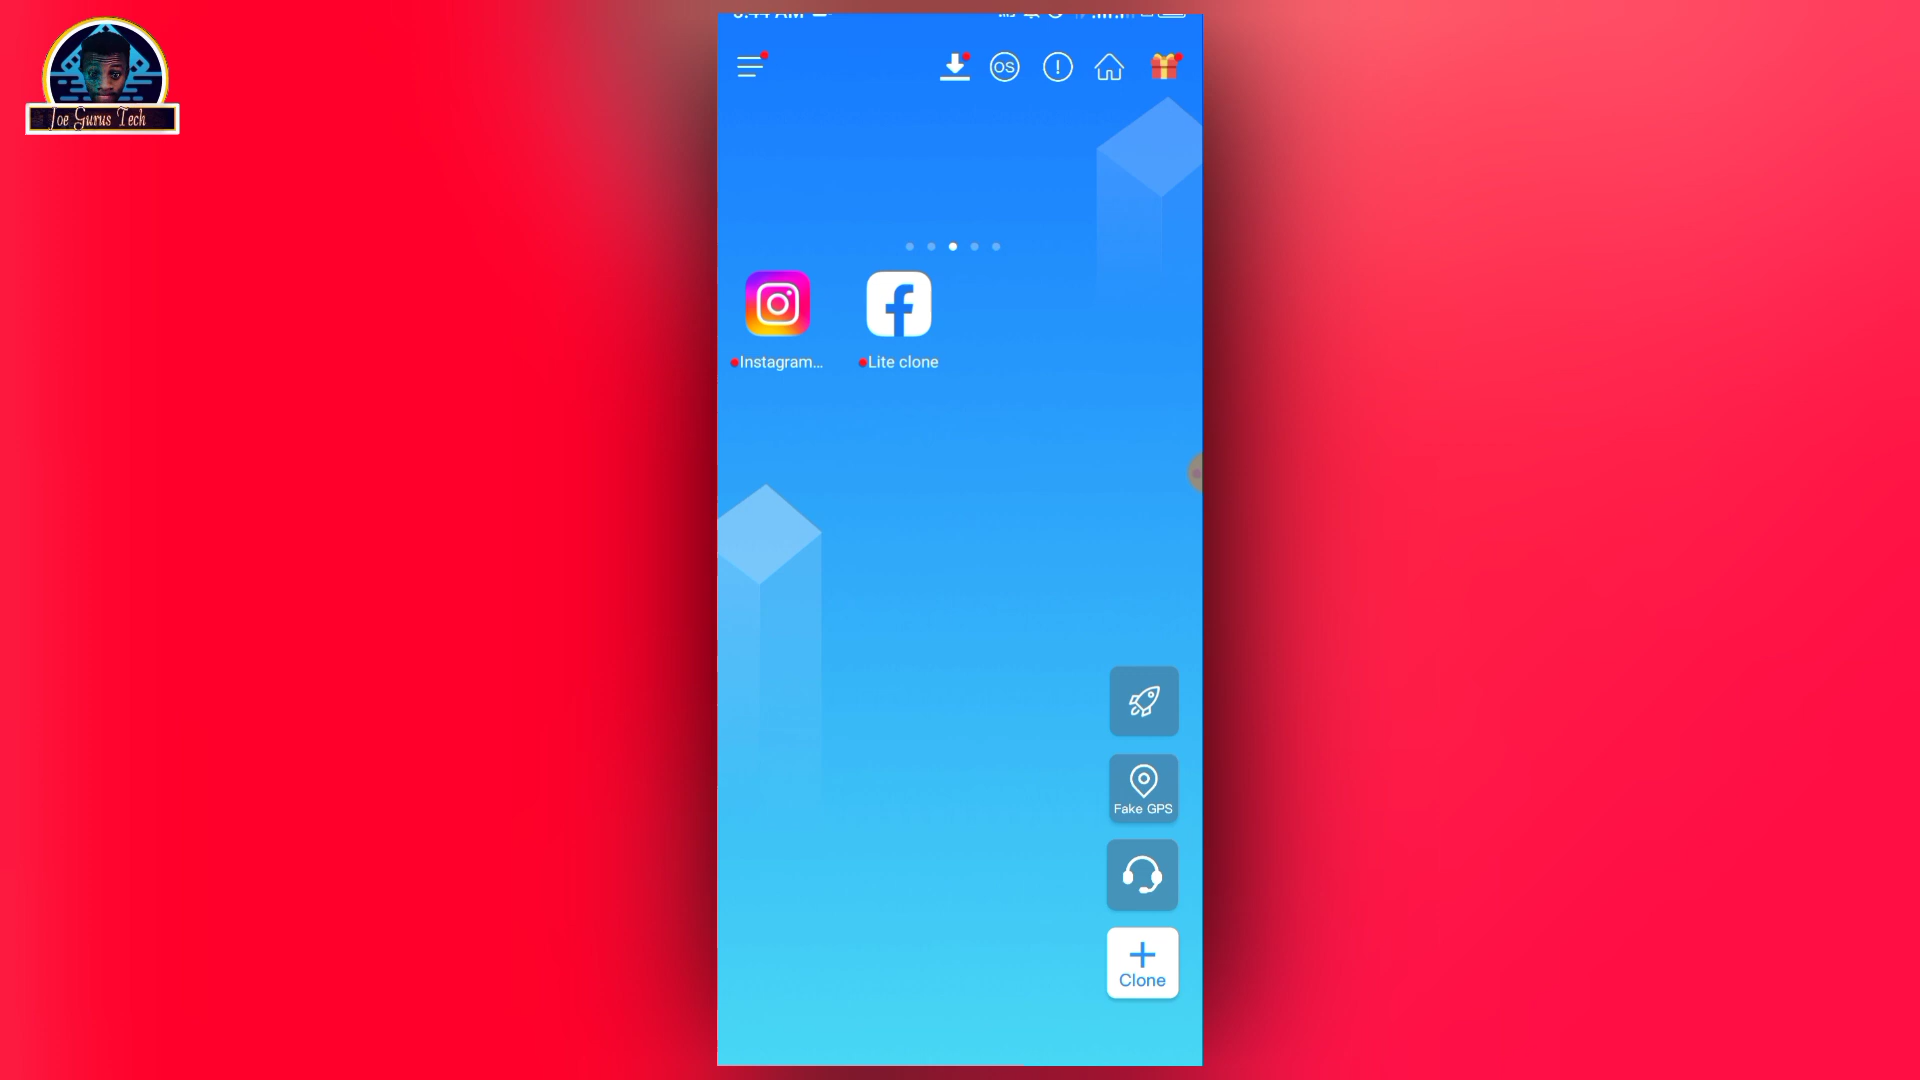 Joe Gurus Tech
OS
Instagram...
Lite clone
Fake GPS
Clone